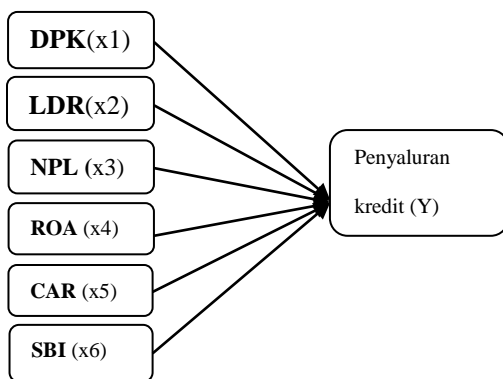 DPK(x1)
LDR(x2)
NPL (x3)
ROA (x4)
CAR (x5)
SBI (x6)
Penyaluran
kredit (Y)